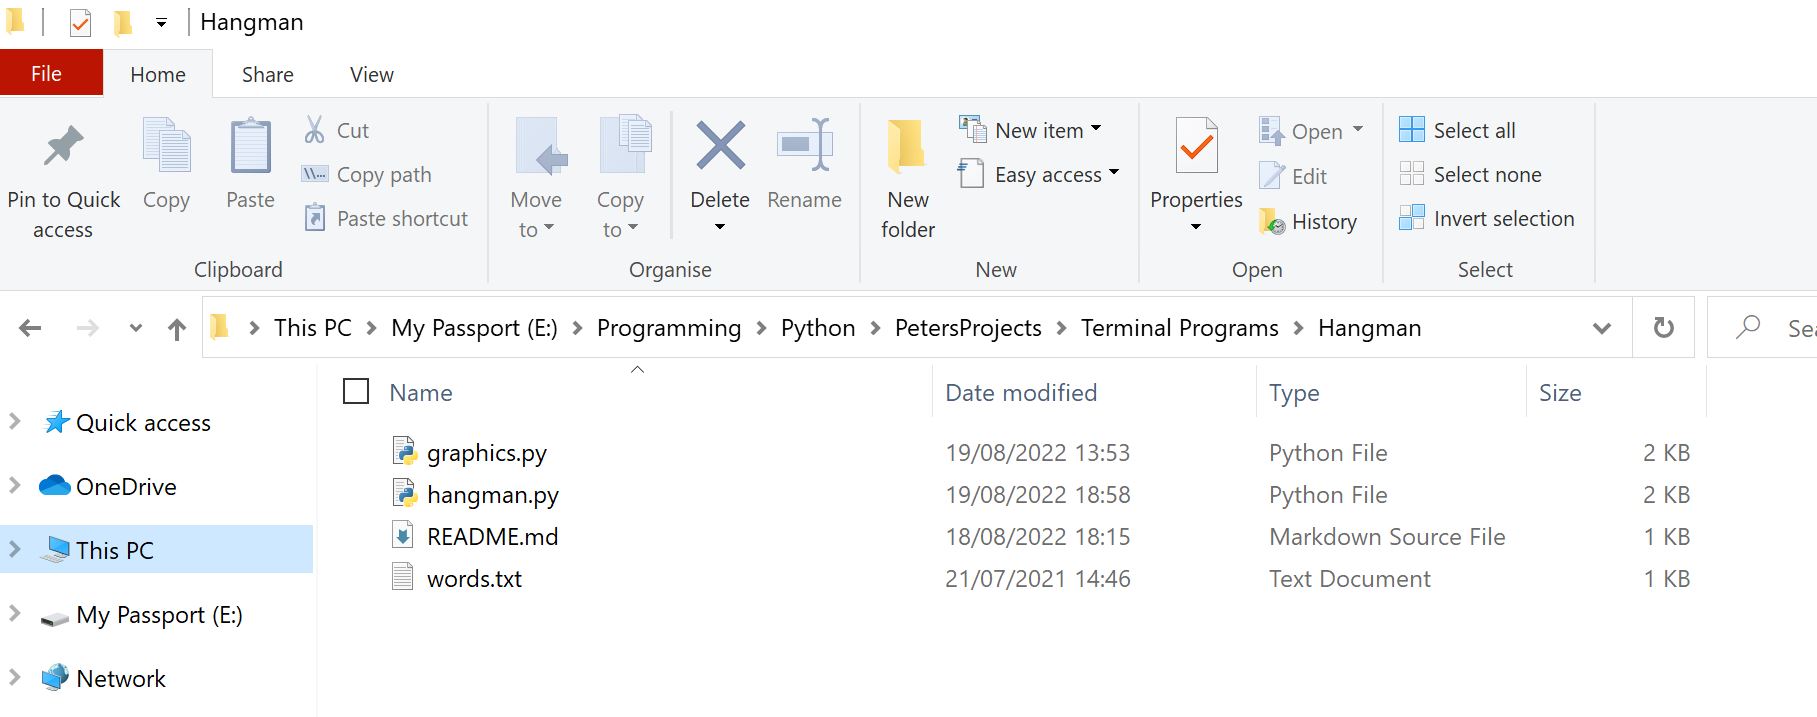 Hangman
File Home Share View
Pin to Quick access
Copy
Paste
Cut
Copy path
Paste shortcut
Clipboard
Move to
Copy to
Delete
Rename
Organise
New folder
New item
Easy access
New
Properties
Open
Edit
History
Open
Select all
Select none
Invert selection
Select
This PC > My Passport (E:) > Programming > Python > PetersProjects > Terminal Programs > Hangman
Quick access
OneDrive
This PC
My Passport (E:)
Network
Name Date modified Type Size
graphics.py 19/08/2022 13:53 Python File 2 KB
hangman.py 19/08/2022 18:58 Python File 2 KB
README.md 18/08/2022 18:15 Markdown Source File 1 KB
words.txt 21/07/2021 14:46 Text Document 1 KB